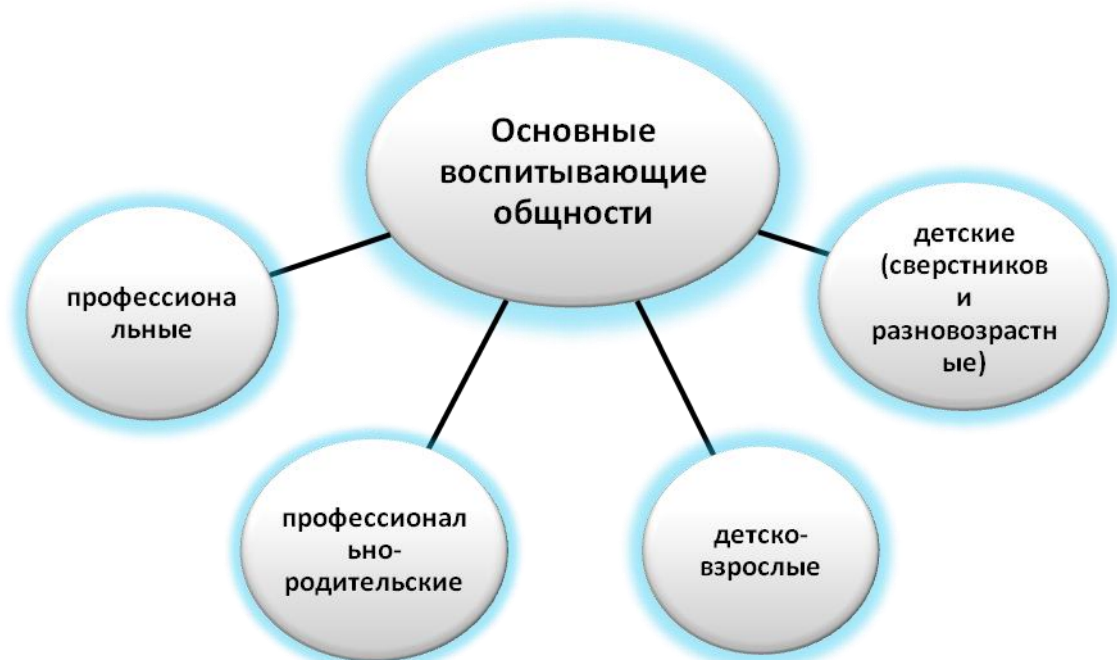 Основные
воспитывающие
общности
профессиона
льные
детские
(сверстников
и
разновозрастн
ые)
профессионал
ьно-
родительские
детско-
взрослые